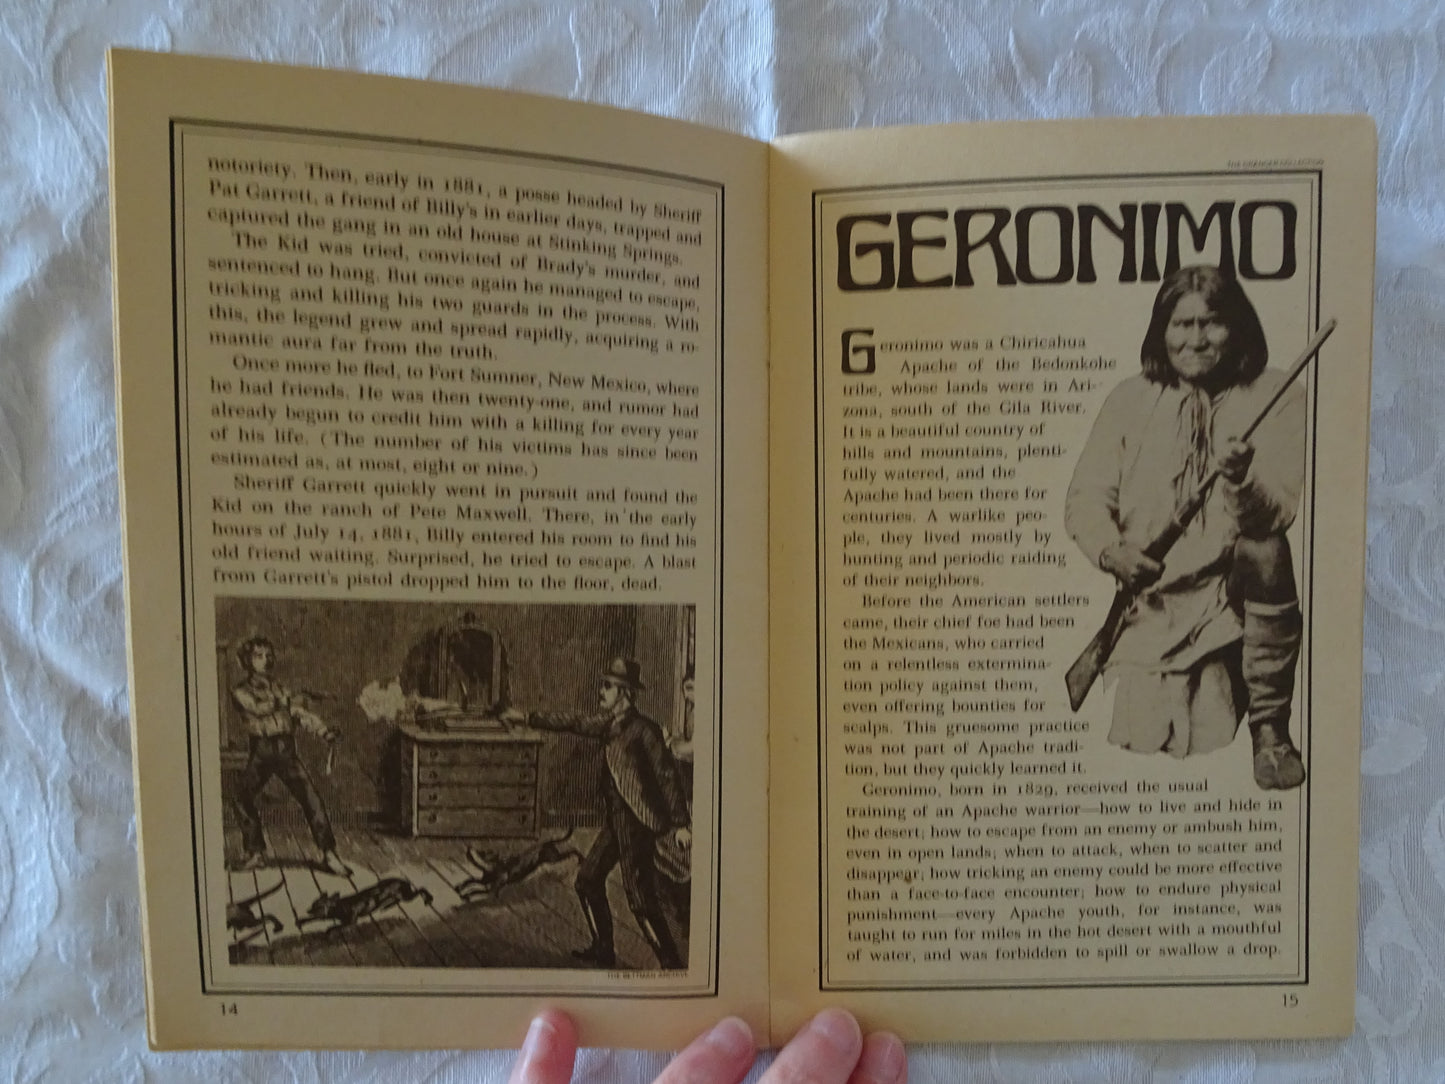 notoriety. Then, early in 1881, a posse headed by Sheriff
Pat Garrett, a friend of Billy's in earlier days, trapped and
captured the gang in an old house at Stinking Springs.
The Kid was tried, convicted of Brady's murder, and
sentenced to hang. But once again he managed to escape,
tricking and killing his two guards in the process. With
this, the legend grew and spread rapidly, acquiring a ro-
mantic aura far from the truth.
Once more he fled, to Fort Sumner, New Mexico, where
he had friends. He was then twenty-one, and rumor had
already begun to credit him with a killing for every year
of his life. (The number of his victims has since been
estimated as, at most, eight or nine.)
Sheriff Garrett quickly went in pursuit and found the
Kid on the ranch of Pete Maxwell. There, in the early
hours of July 14, 1881, Billy entered his room to find his
old friend waiting. Surprised, he tried to escape. A blast
from Garrett's pistol dropped him to the floor, dead.
THE BETTMAN ARCHIVE
14
THE GRANGER COLLECTION
GERONIMO
Geronimo was a Chiricahua
Apache of the Bedonkohe
tribe, whose lands were in Ari-
zona, south of the Gila River.
It is a beautiful country of
hills and mountains, plenti-
fully watered, and the
Apache had been there for
centuries. A warlike peo-
ple, they lived mostly by
hunting and periodic raiding
of their neighbors.
Before the American settlers
came, their chief foe had been
the Mexicans, who carried
on a relentless extermina-
tion policy against them,
even offering bounties for
scalps. This gruesome practice
was not part of Apache tradi-
tion, but they quickly learned it.
Geronimo, born in 1829, received the usual
training of an Apache warrior—how to live and hide in
the desert; how to escape from an enemy or ambush him,
even in open lands; when to attack, when to scatter and
disappear; how tricking an enemy could be more effective
than a face-to-face encounter; how to endure physical
punishment—every Apache youth, for instance, was
taught to run for miles in the hot desert with a mouthful
of water, and was forbidden to spill or swallow a drop.
15